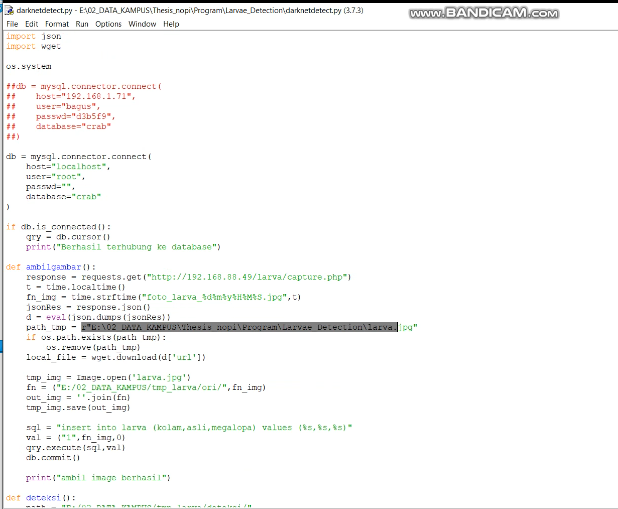 darknetdetect.py - E:\02_DATA_KAMPUS\Thesis_nopi\Program\Larvae_Detection\darknetdetect.py (3.7.3)
www.BANDICAM.com
File Edit Format Run Options Window Help
import json
import wget
os.system
##db = mysql.connector.connect(
##    host="192.168.1.71",
##    user="bagus",
##    passwd="d3b5f9",
##    database="crab"
##)
db = mysql.connector.connect(
    host="localhost",
    user="root",
    passwd="",
    database="crab"
)
if db.is_connected():
    qry = db.cursor()
    print("Berhasil terhubung ke database")
def ambilgambar():
    response = requests.get("http://192.168.88.49/larva/capture.php")
    t = time.localtime()
    fn_img = time.strftime("foto_larva_%d%m%y%H%M%S.jpg",t)
    jsonRes = response.json()
    d = eval(json.dumps(jsonRes))
    path_tmp = r"E:\02_DATA_KAMPUS\Thesis_nopi\Program\Larvae_Detection\larva.jpg"
    if os.path.exists(path_tmp):
        os.remove(path_tmp)
    local_file = wget.download(d['url'])
    tmp_img = Image.open('larva.jpg')
    fn = ("E:/02_DATA_KAMPUS/tmp_larva/ori/",fn_img)
    out_img = ''.join(fn)
    tmp_img.save(out_img)
    sql = "insert into larva (kolam,asli,megalopa) values (%s,%s,%s)"
    val = ("1",fn_img,0)
    qry.execute(sql,val)
    db.commit()
    print("ambil image berhasil")
def deteksi():
    path = "E:/02_DATA_KAMPUS/tmp_larva/deteksi/"